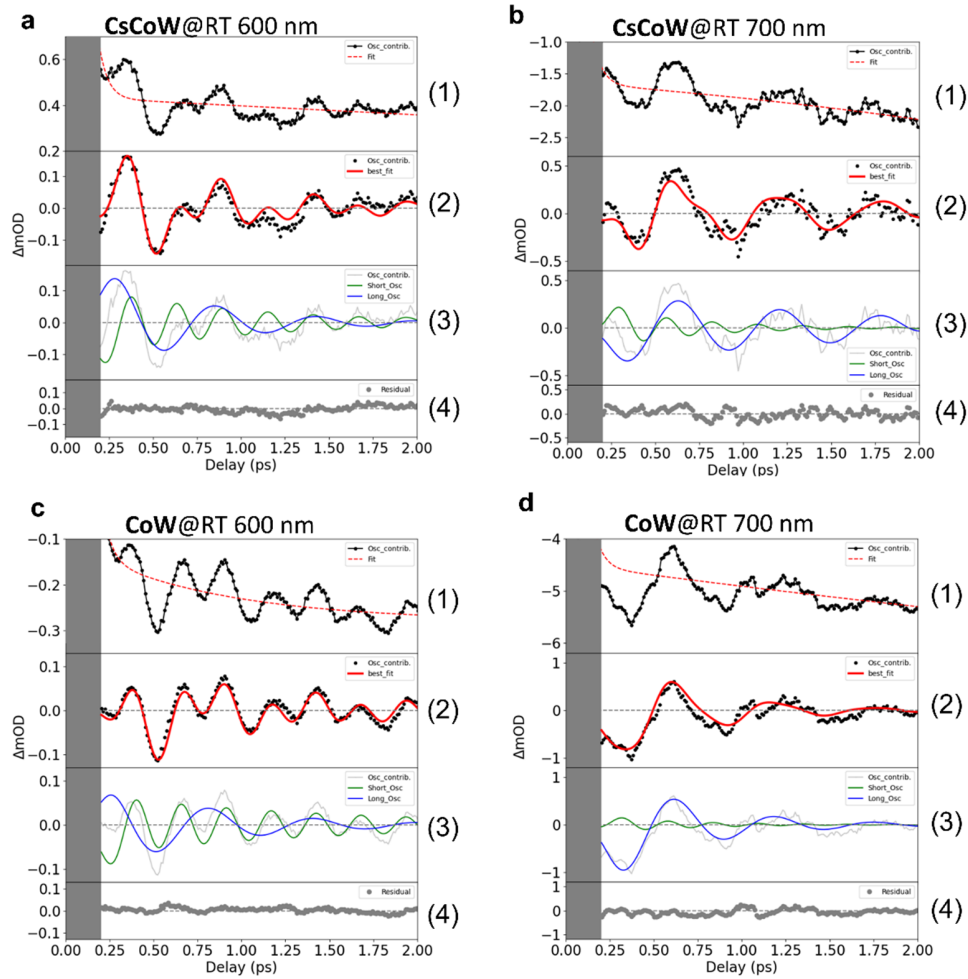 a
CsCoW@RT 600 nm
0.6
0.4
Osc_contrib.
Fit
(1)
0.2
0.1
0.0
−0.1
ΔmOD
Osc_contrib.
best_fit
(2)
0.1
0.0
−0.1
Osc_contrib.
Short_Osc
Long_Osc
(3)
0.1
0.0
−0.1
Residual
(4)
0.00 0.25 0.50 0.75 1.00 1.25 1.50 1.75 2.00
Delay (ps)
b
CsCoW@RT 700 nm
−1.0
−1.5
−2.0
−2.5
Osc_contrib.
Fit
(1)
0.5
0.0
−0.5
ΔmOD
Osc_contrib.
best_fit
(2)
0.5
0.0
−0.5
Osc_contrib.
Short_Osc
Long_Osc
(3)
0.5
0.0
−0.5
Residual
(4)
0.00 0.25 0.50 0.75 1.00 1.25 1.50 1.75 2.00
Delay (ps)
c
CoW@RT 600 nm
−0.1
−0.2
−0.3
Osc_contrib.
Fit
(1)
0.1
0.0
−0.1
ΔmOD
Osc_contrib.
best_fit
(2)
0.1
0.0
−0.1
Osc_contrib.
Short_Osc
Long_Osc
(3)
0.1
0.0
−0.1
Residual
(4)
0.00 0.25 0.50 0.75 1.00 1.25 1.50 1.75 2.00
Delay (ps)
d
CoW@RT 700 nm
−4
−5
−6
Osc_contrib.
Fit
(1)
1
0
−1
ΔmOD
Osc_contrib.
best_fit
(2)
1
0
−1
Osc_contrib.
Short_Osc
Long_Osc
(3)
1
0
−1
Residual
(4)
0.00 0.25 0.50 0.75 1.00 1.25 1.50 1.75 2.00
Delay (ps)